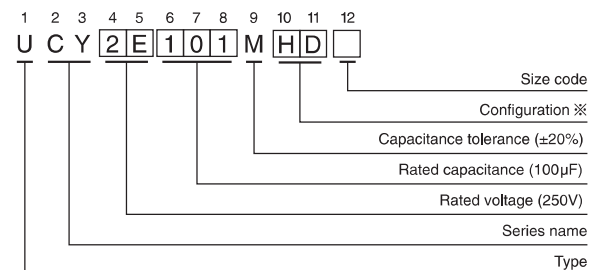 1 2 3 4 5 6 7 8 9 10 11 12
U C Y 2 E 1 0 1 M H D
Size code
Configuration ※
Capacitance tolerance (±20%)
Rated capacitance (100µF)
Rated voltage (250V)
Series name
Type